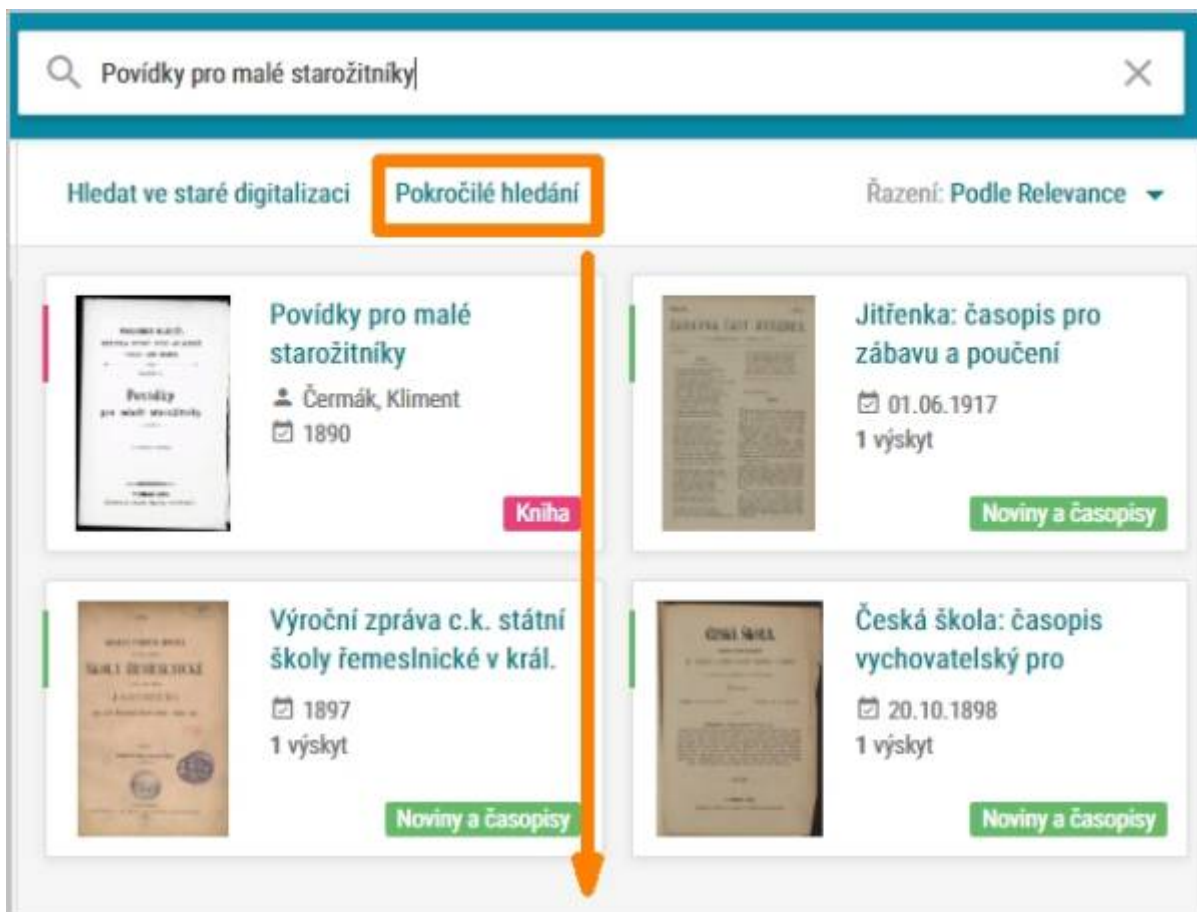 Povídky pro malé starožitníky
Hledat ve staré digitalizaci
Pokročilé hledání
Řazení: Podle Relevance
Povídky pro malé
starožitníky
Čermák, Kliment
1890
Kniha
Jitřenka: časopis pro
zábavu a poučení
01.06.1917
1 výskyt
Noviny a časopisy
Výroční zpráva c.k. státní
školy řemeslnické v král.
1897
1 výskyt
Noviny a časopisy
Česká škola: časopis
vychovatelský pro
20.10.1898
1 výskyt
Noviny a časopisy